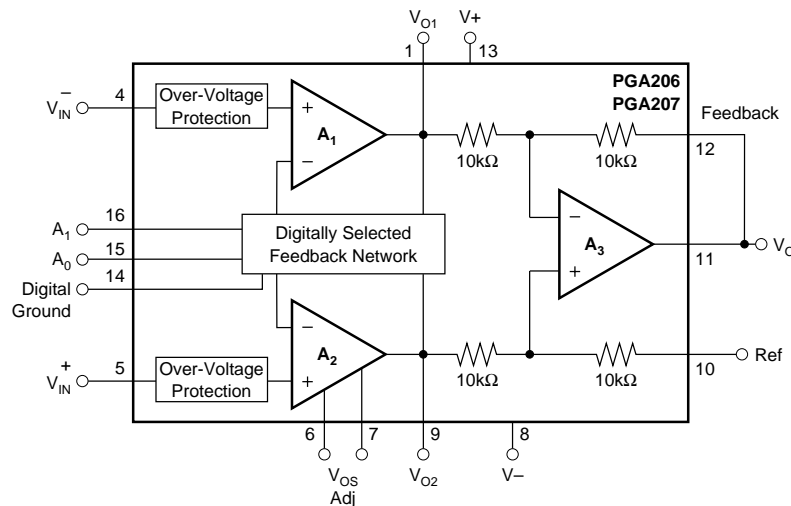 V_O1 V+
1 13
PGA206
PGA207
V_IN^– 4 Over-Voltage Protection
+ A_1 –
10kΩ 10kΩ
Feedback
12
A_1 16
A_0 15
14
Digital Ground
Digitally Selected Feedback Network
– A_3 +
11 V_O
V_IN^+ 5 Over-Voltage Protection
– A_2 +
10kΩ 10kΩ
10 Ref
6 7 9 8
V_OS Adj V_O2 V–